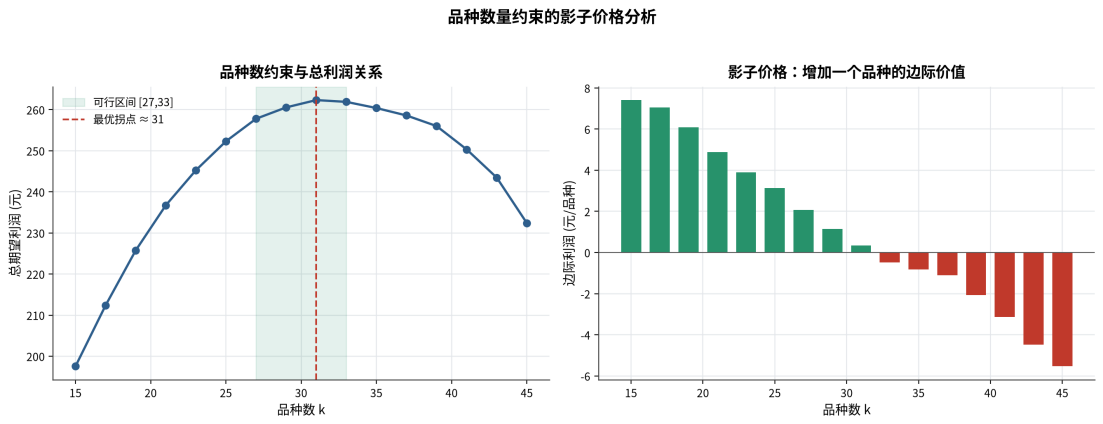 品种数量约束的影子价格分析
品种数约束与总利润关系
可行区间 [27,33]
最优拐点 ≈ 31
总期望利润 (元)
260
250
240
230
220
210
200
15 20 25 30 35 40 45
品种数 k
影子价格：增加一个品种的边际价值
边际利润 (元/品种)
8
6
4
2
0
-2
-4
-6
15 20 25 30 35 40 45
品种数 k